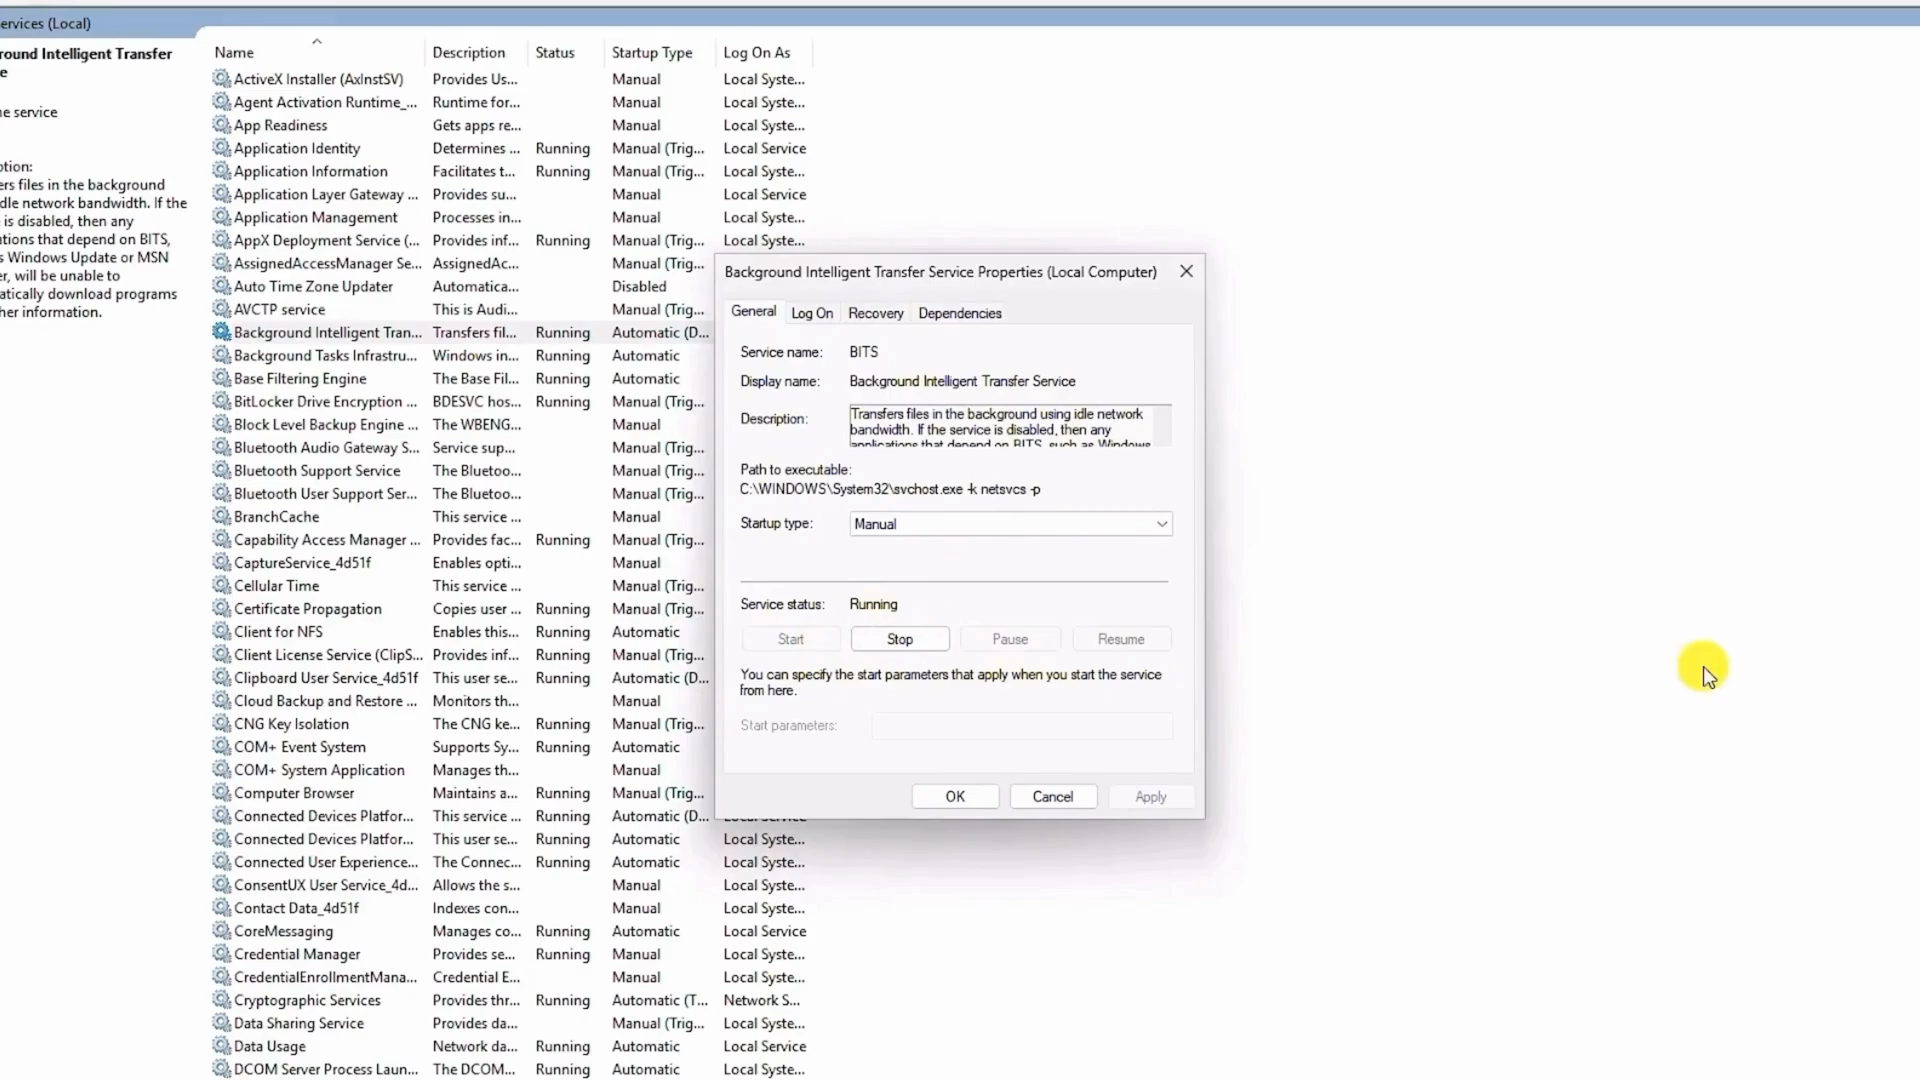 ervices (Local)
round Intelligent Transfer
e
ne service
otion:
ers files in the background
dle network bandwidth. If the
is disabled, then any
ations that depend on BITS,
s Windows Update or MSN
er, will be unable to
atically download programs
her information.
Name Description Status Startup Type Log On As
ActiveX Installer (AxInstSV) Provides Us... Manual Local Syste...
Agent Activation Runtime_... Runtime for... Manual Local Syste...
App Readiness Gets apps re... Manual Local Syste...
Application Identity Determines ... Running Manual (Trig... Local Service
Application Information Facilitates t... Running Manual (Trig... Local Syste...
Application Layer Gateway ... Provides su... Manual Local Service
Application Management Processes in... Manual Local Syste...
AppX Deployment Service (... Provides inf... Running Manual (Trig... Local Syste...
AssignedAccessManager Se... AssignedAc... Manual (Trig...
Auto Time Zone Updater Automatica... Disabled
AVCTP service This is Audi... Manual (Trig...
Background Intelligent Tran... Transfers fil... Running Automatic (D...
Background Tasks Infrastru... Windows in... Running Automatic
Base Filtering Engine The Base Fil... Running Automatic
BitLocker Drive Encryption ... BDESVC hos... Running Manual (Trig...
Block Level Backup Engine ... The WBENG... Manual
Bluetooth Audio Gateway S... Service sup... Manual (Trig...
Bluetooth Support Service The Bluetoo... Manual (Trig...
Bluetooth User Support Ser... The Bluetoo... Manual (Trig...
BranchCache This service ... Manual
Capability Access Manager ... Provides fac... Running Manual (Trig...
CaptureService_4d51f Enables opti... Manual
Cellular Time This service ... Manual (Trig...
Certificate Propagation Copies user ... Running Manual (Trig...
Client for NFS Enables this... Running Automatic
Client License Service (ClipS... Provides inf... Running Manual (Trig...
Clipboard User Service_4d51f This user se... Running Automatic (D...
Cloud Backup and Restore ... Monitors th... Manual
CNG Key Isolation The CNG ke... Running Manual (Trig...
COM+ Event System Supports Sy... Running Automatic
COM+ System Application Manages th... Manual
Computer Browser Maintains a... Running Manual (Trig...
Connected Devices Platfor... This service ... Running Automatic (D... Local Service
Connected Devices Platfor... This user se... Running Automatic Local Syste...
Connected User Experience... The Connec... Running Automatic Local Syste...
ConsentUX User Service_4d... Allows the s... Manual Local Syste...
Contact Data_4d51f Indexes con... Manual Local Syste...
CoreMessaging Manages co... Running Automatic Local Service
Credential Manager Provides se... Running Manual Local Syste...
CredentialEnrollmentMana... Credential E... Manual Local Syste...
Cryptographic Services Provides thr... Running Automatic (T... Network S...
Data Sharing Service Provides da... Manual (Trig... Local Syste...
Data Usage Network da... Running Automatic Local Service
DCOM Server Process Laun... The DCOM... Running Automatic Local Syste...
Background Intelligent Transfer Service Properties (Local Computer)
General Log On Recovery Dependencies
Service name: BITS
Display name: Background Intelligent Transfer Service
Description: Transfers files in the background using idle network
bandwidth. If the service is disabled, then any
applications that depend on BITS, such as Windows
Path to executable:
C:\WINDOWS\System32\svchost.exe -k netsvcs -p
Startup type: Manual
Service status: Running
Start Stop Pause Resume
You can specify the start parameters that apply when you start the service
from here.
Start parameters:
OK Cancel Apply